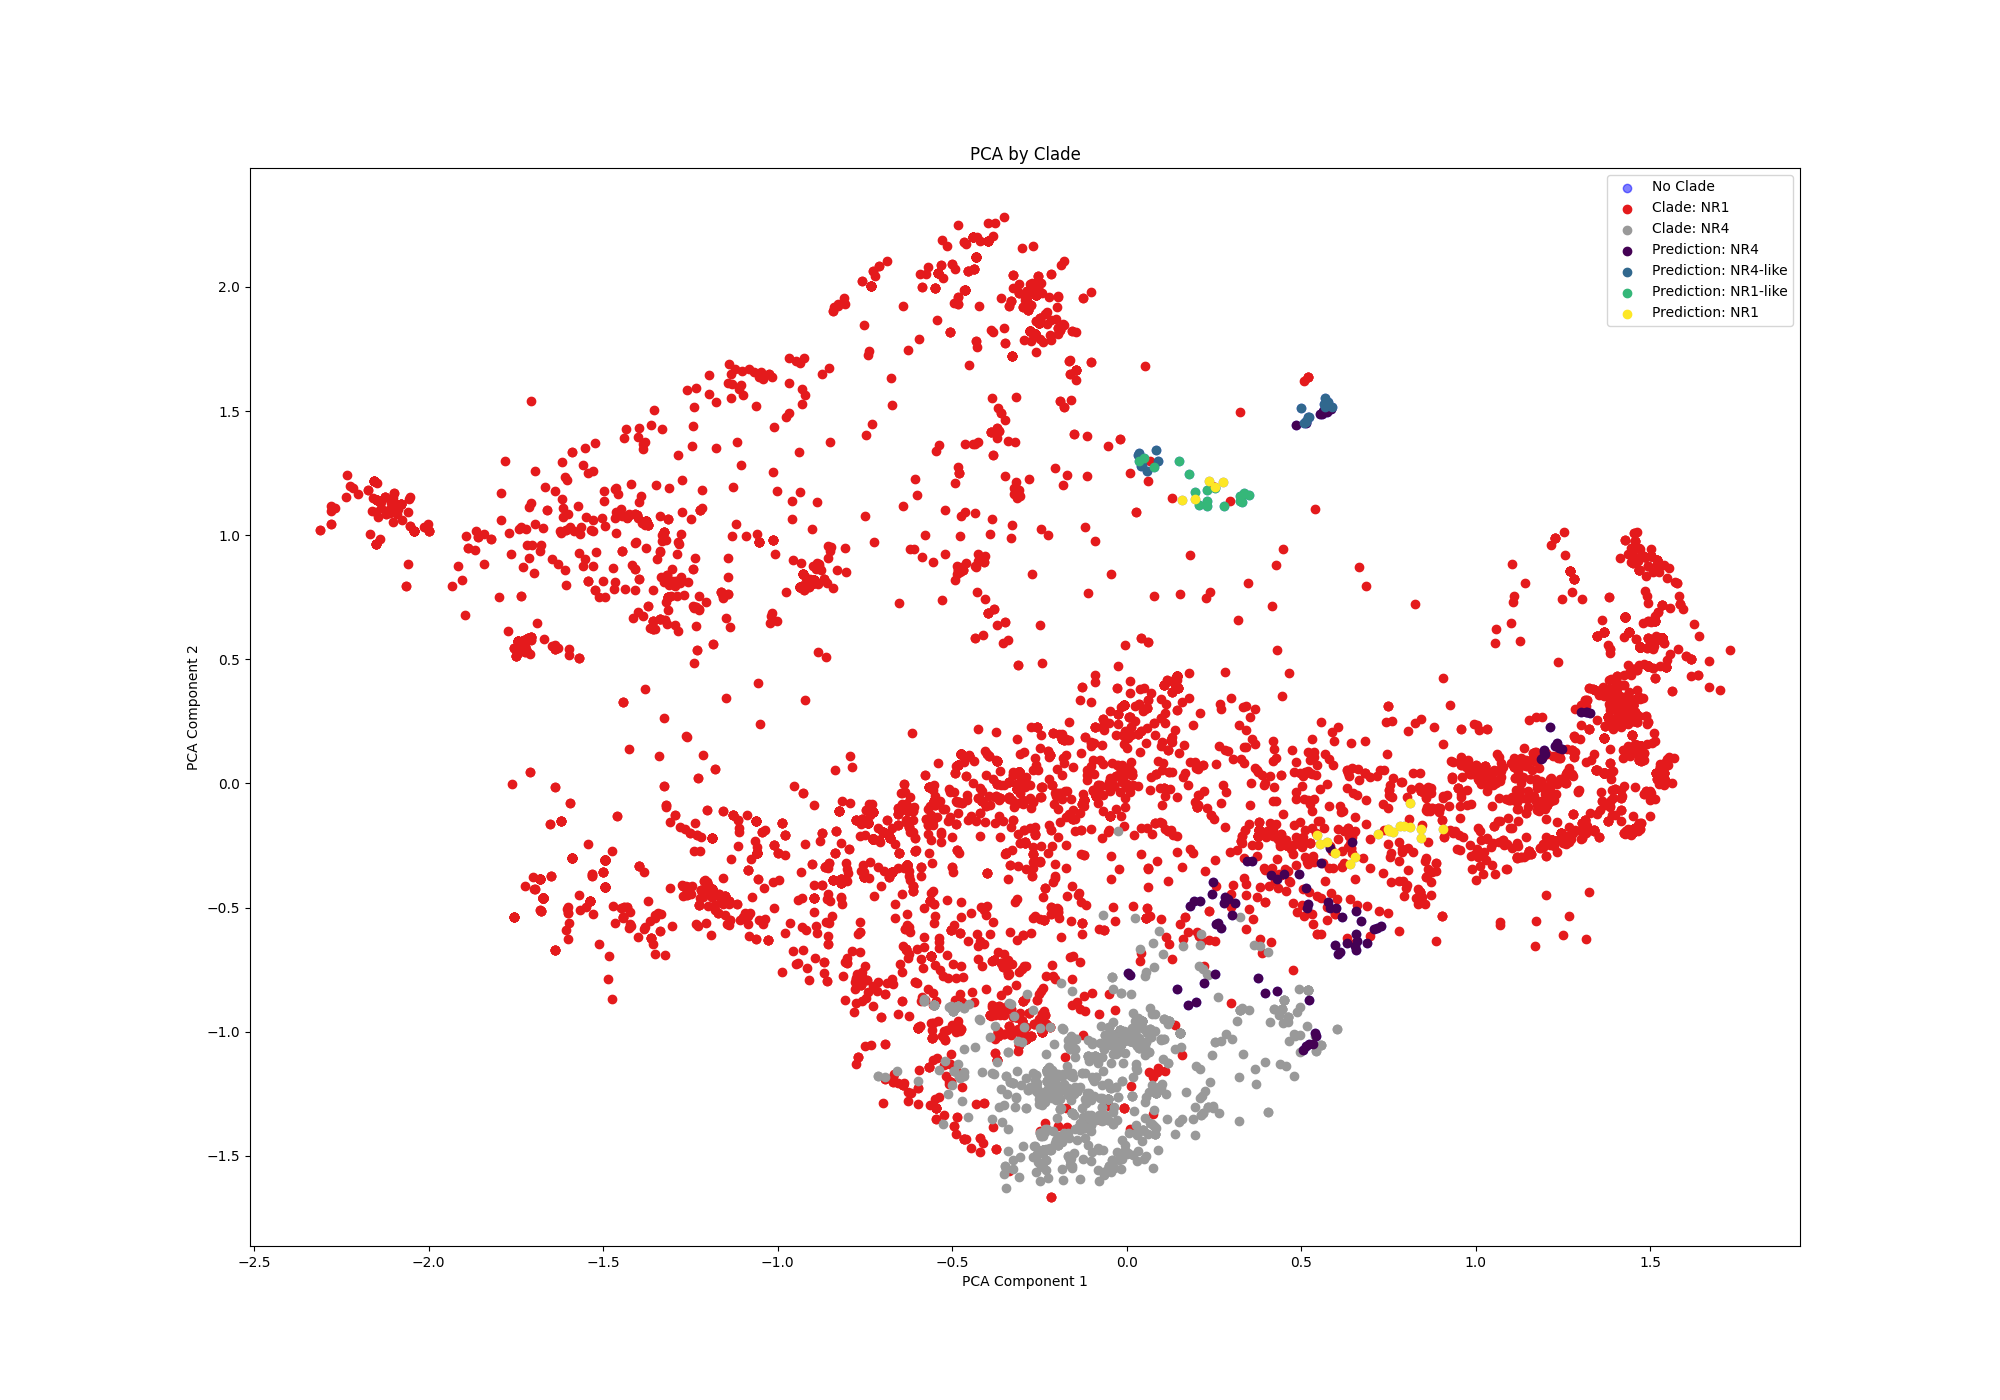 PCA by Clade
No Clade
Clade: NR1
Clade: NR4
Prediction: NR4
Prediction: NR4-like
Prediction: NR1-like
Prediction: NR1
PCA Component 2
2.0
1.5
1.0
0.5
0.0
−0.5
−1.0
−1.5
−2.5
−2.0
−1.5
−1.0
−0.5
0.0
0.5
1.0
1.5
PCA Component 1